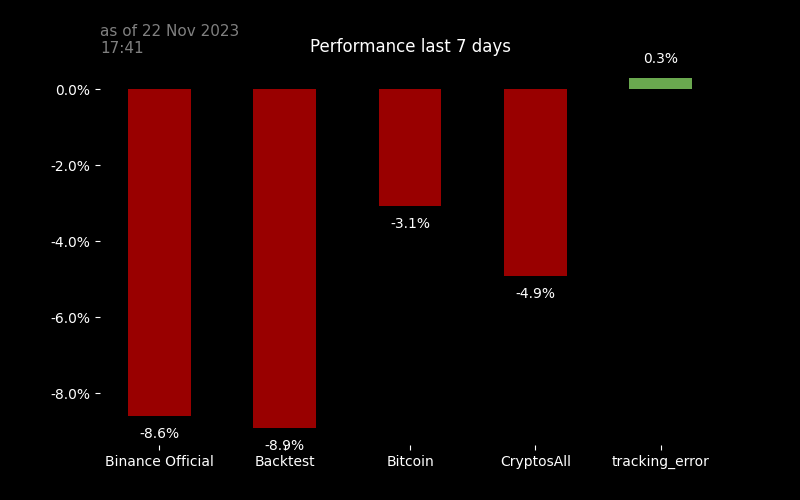 as of 22 Nov 2023
17:41
Performance last 7 days
0.3%
0.0%
-2.0%
-3.1%
-4.0%
-4.9%
-6.0%
-8.0%
-8.6%
-8.9%
Binance Official
Backtest
Bitcoin
CryptosAll
tracking_error